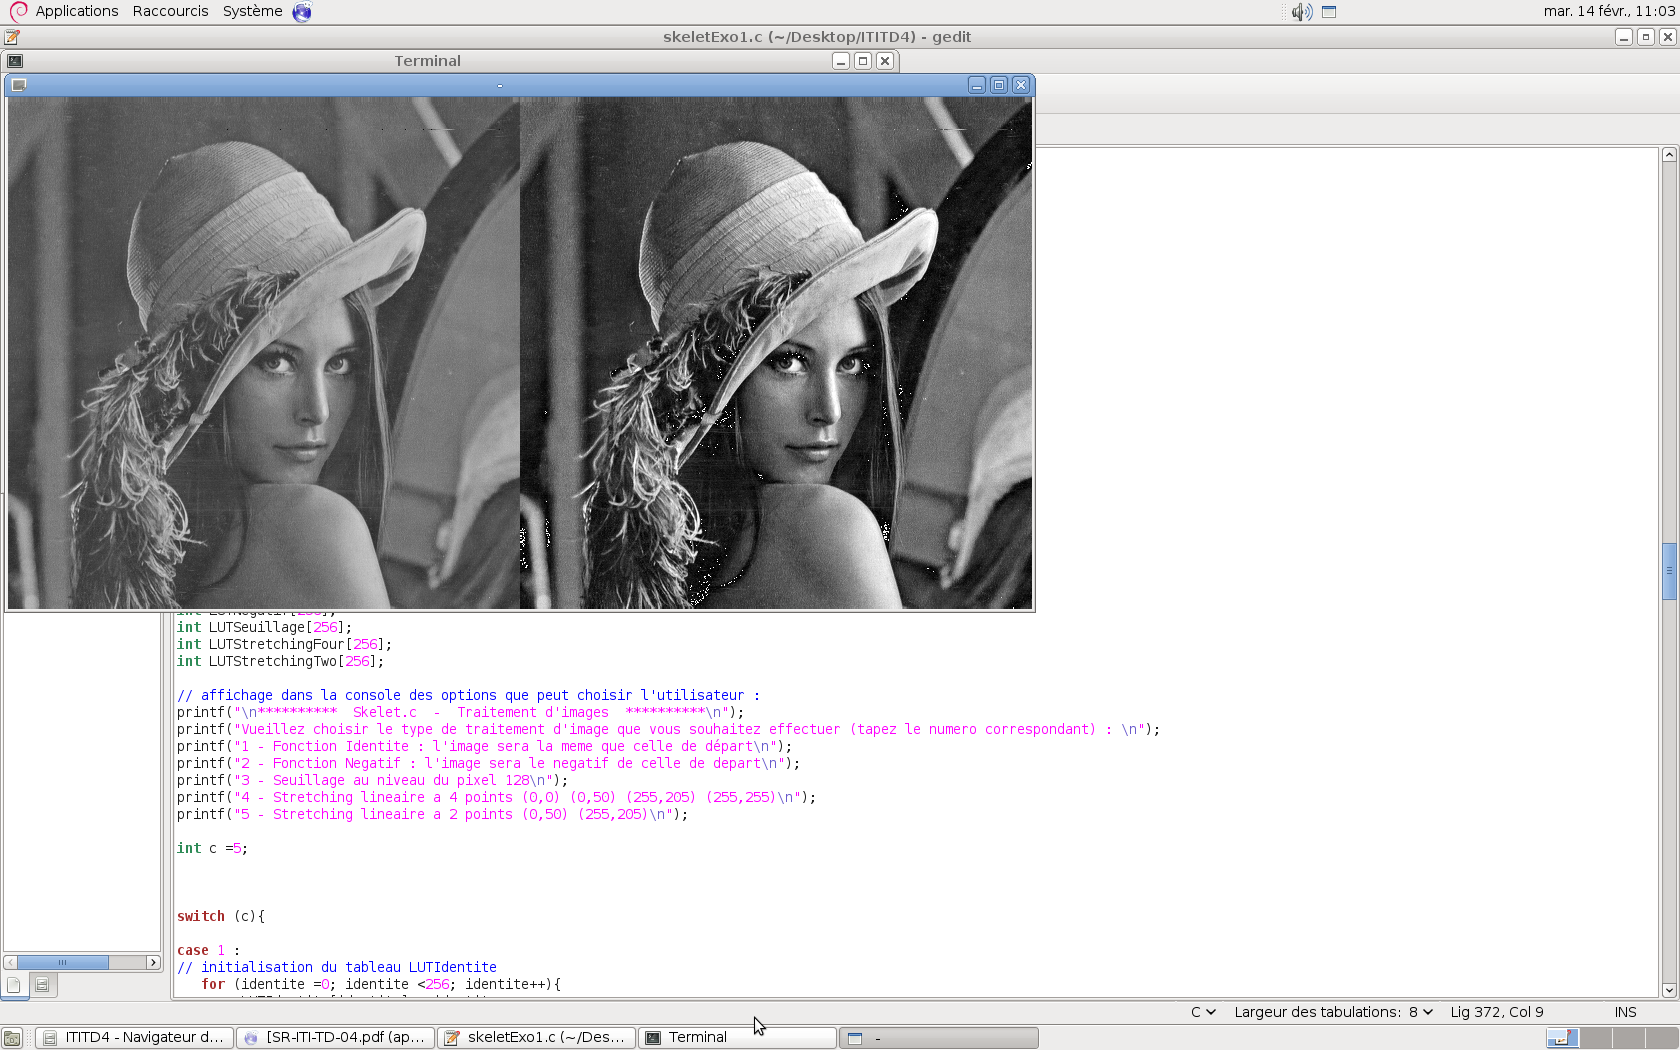 Applications Raccourcis Système
mar. 14 févr., 11:03
skeletExo1.c (~/Desktop/ITITD4) - gedit
Terminal
-
int LUTSeuillage[256];
int LUTStretchingFour[256];
int LUTStretchingTwo[256];
// affichage dans la console des options que peut choisir l'utilisateur :
printf("\n********** Skelet.c - Traitement d'images **********\n");
printf("Vueillez choisir le type de traitement d'image que vous souhaitez effectuer (tapez le numero correspondant) : \n");
printf("1 - Fonction Identite : l'image sera la meme que celle de départ\n");
printf("2 - Fonction Negatif : l'image sera le negatif de celle de depart\n");
printf("3 - Seuillage au niveau du pixel 128\n");
printf("4 - Stretching lineaire a 4 points (0,0) (0,50) (255,205) (255,255)\n");
printf("5 - Stretching lineaire a 2 points (0,50) (255,205)\n");
int c =5;
switch (c){
case 1 :
// initialisation du tableau LUTIdentite
for (identite =0; identite <256; identite++){
C Largeur des tabulations: 8 Lig 372, Col 9 INS
ITITD4 - Navigateur d... [SR-ITI-TD-04.pdf (ap... skeletExo1.c (~/Des... Terminal -